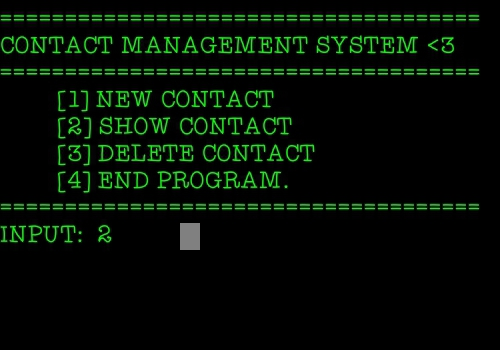 ===================================
CONTACT MANAGEMENT SYSTEM <3
===================================
[1] NEW CONTACT
[2] SHOW CONTACT
[3] DELETE CONTACT
[4] END PROGRAM.
===================================
INPUT: 2